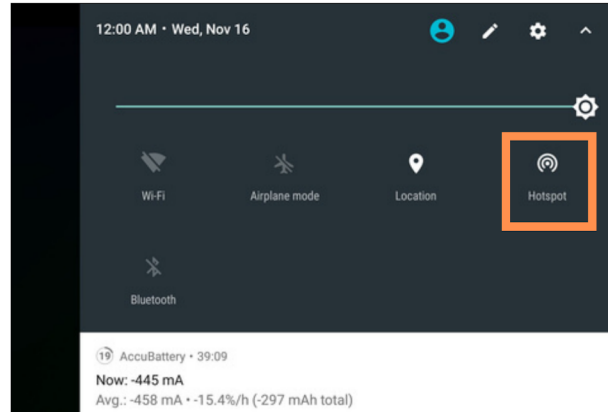 12:00 AM • Wed, Nov 16
Wi-Fi
Airplane mode
Location
Hotspot
Bluetooth
19 AccuBattery • 39:09
Now: -445 mA
Avg.: -458 mA • -15.4%/h (-297 mAh total)